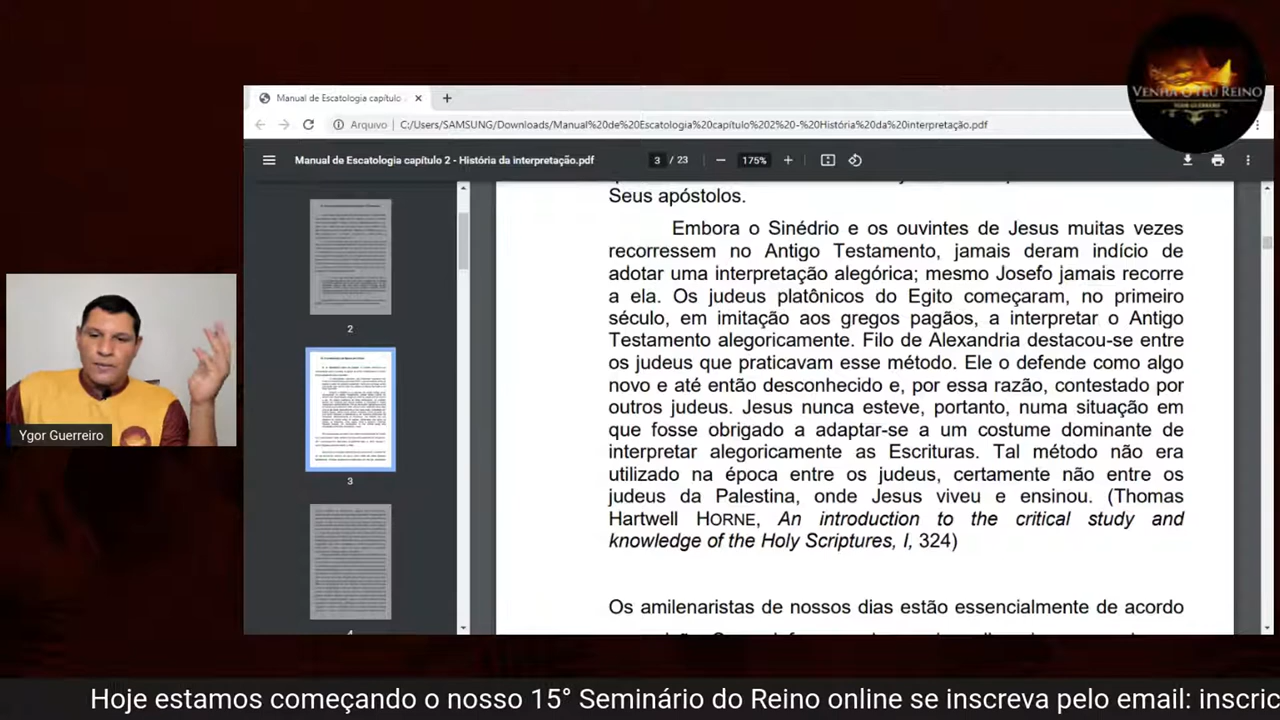 VENHA O TEU REINO
YGOR GUERREIRO
Manual de Escatologia capítulo
Arquivo C:/Users/SAMSUNG/Downloads/Manual%20de%20Escatologia%20capítulo%202%20-%20História%20da%20interpretação.pdf
Manual de Escatologia capítulo 2 - História da interpretação.pdf 3 / 23 175%
Seus apóstolos.
Embora o Sinédrio e os ouvintes de Jesus muitas vezes
recorressem no Antigo Testamento, jamais deram indício de
adotar uma interpretação alegórica; mesmo Josefo jamais recorre
a ela. Os judeus platônicos do Egito começaram, no primeiro
século, em imitação aos gregos pagãos, a interpretar o Antigo
Testamento alegoricamente. Filo de Alexandria destacou-se entre
os judeus que praticavam esse método. Ele o defende como algo
novo e até então desconhecido e, por essa razão, contestado por
outros judeus. Jesus nunca esteve, portanto, numa situação em
que fosse obrigado a adaptar-se a um costume dominante de
interpretar alegoricamente as Escrituras. Tal método não era
utilizado na época entre os judeus, certamente não entre os
judeus da Palestina, onde Jesus viveu e ensinou. (Thomas
Hartwell HORNE, An introduction to the critical study and
knowledge of the Holy Scriptures, I, 324)
Os amilenaristas de nossos dias estão essencialmente de acordo
2
3
4
Ygor Guerreiro
Hoje estamos começando o nosso 15° Seminário do Reino online se inscreva pelo email: inscric